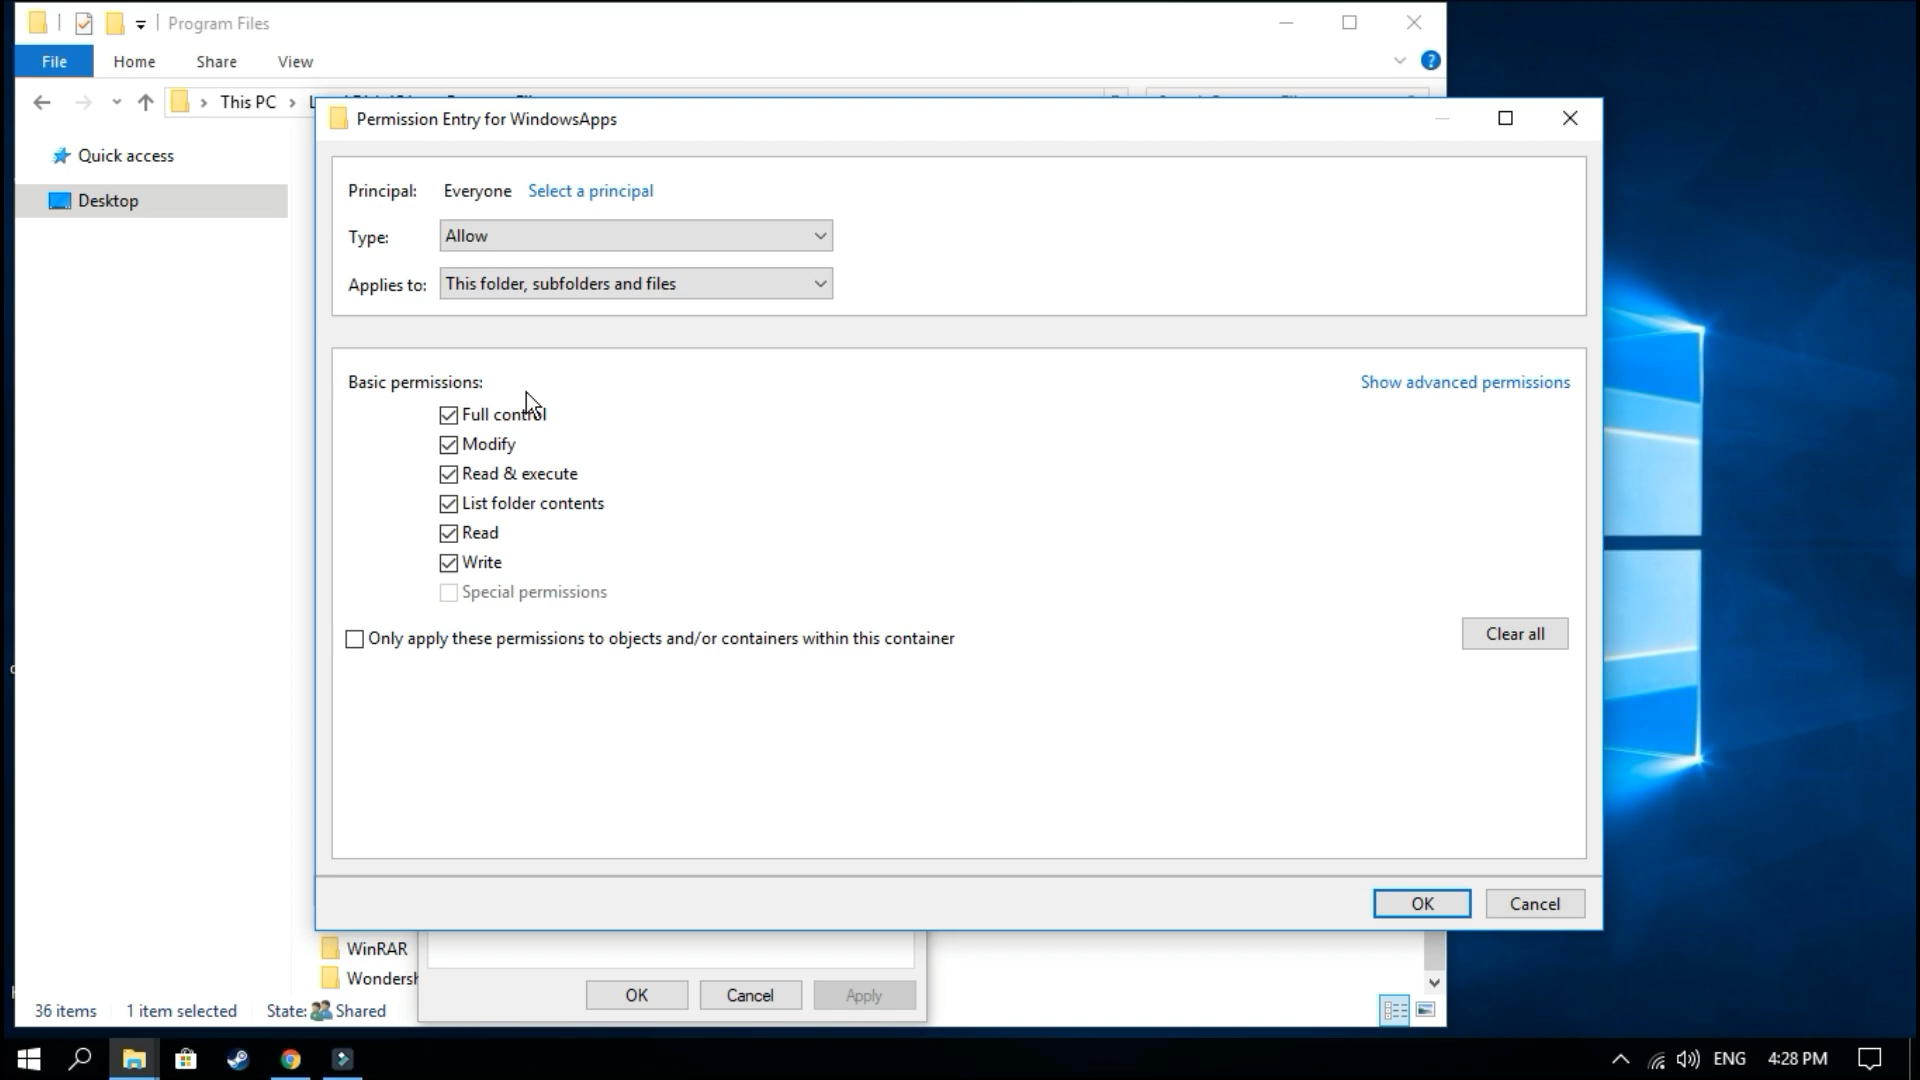 Program Files
File Home Share View
This PC
Permission Entry for WindowsApps
Quick access
Desktop
Principal: Everyone Select a principal
Type: Allow
Applies to: This folder, subfolders and files
Basic permissions: Show advanced permissions
Full control
Modify
Read & execute
List folder contents
Read
Write
Special permissions
Only apply these permissions to objects and/or containers within this container
Clear all
OK Cancel
WinRAR
OK Cancel Apply
36 items 1 item selected State: Shared
ENG 4:28 PM